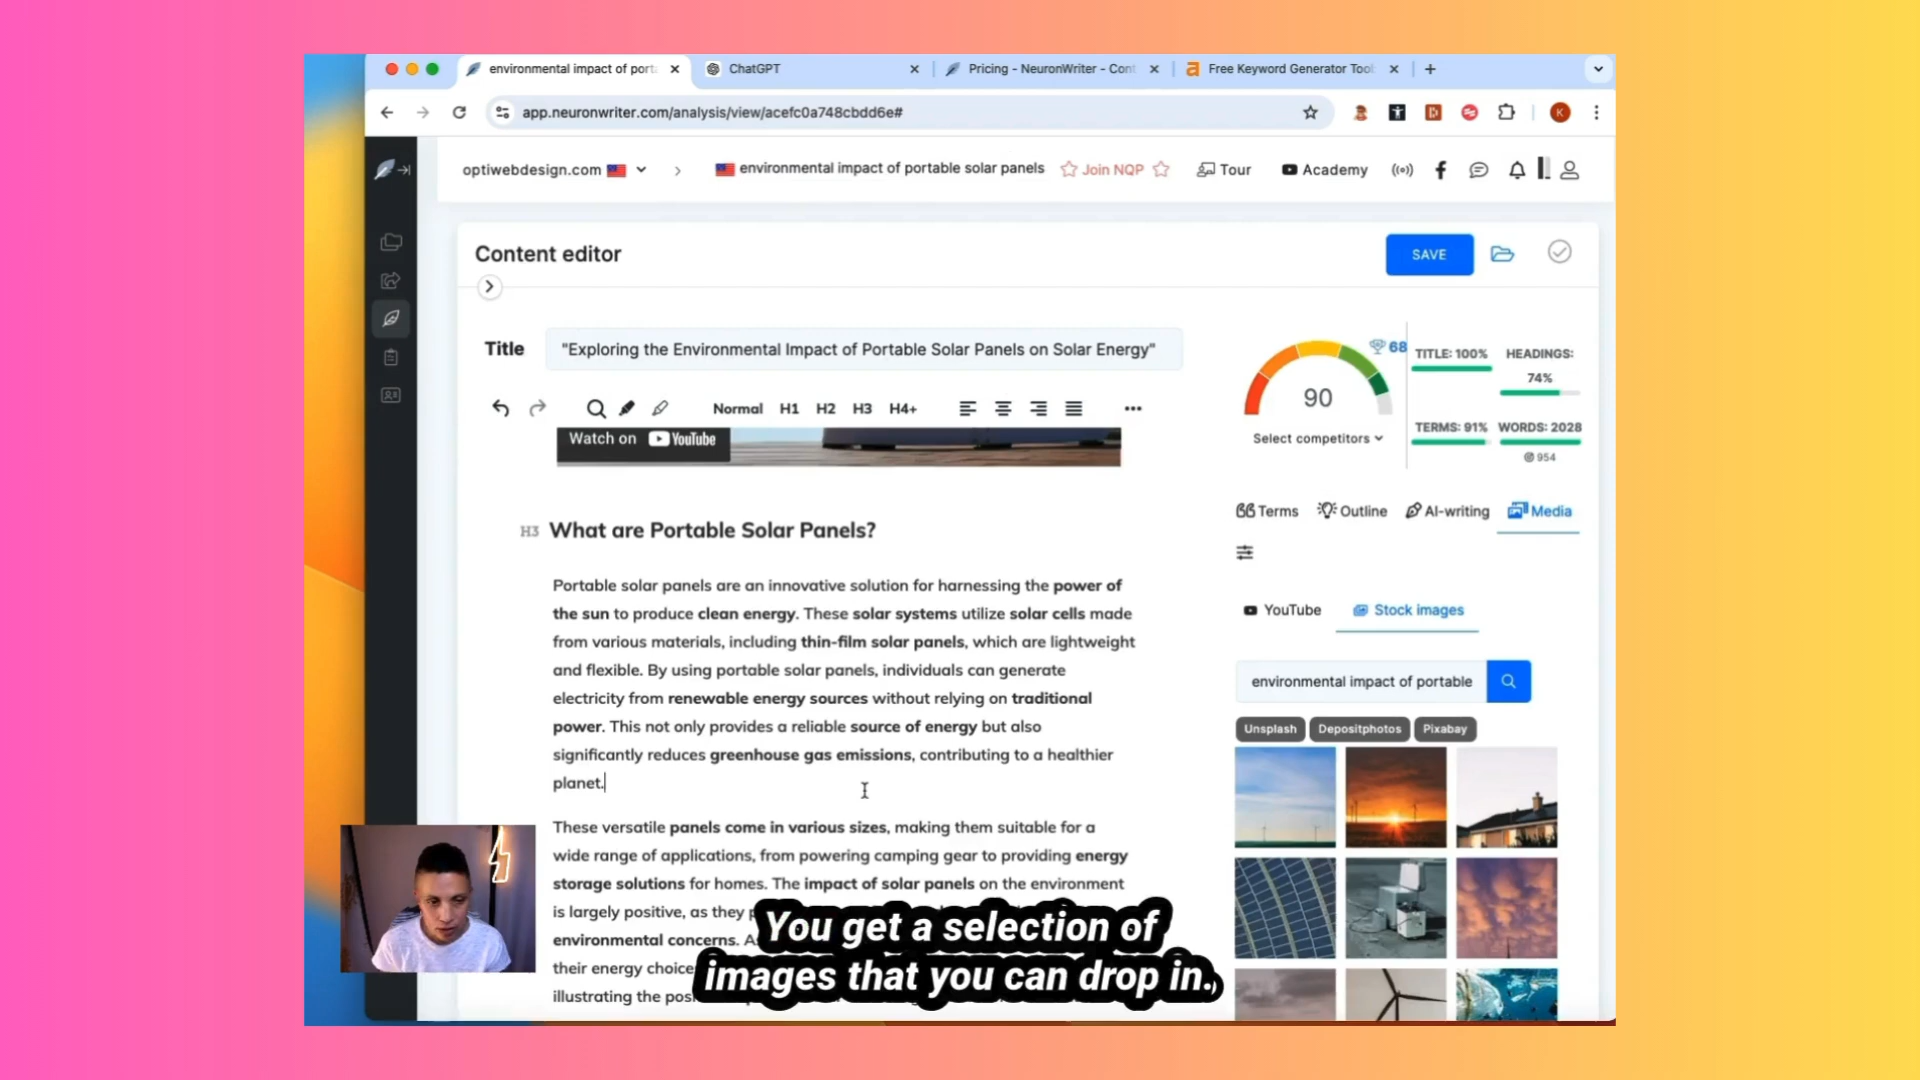 environmental impact of port
ChatGPT
Pricing - NeuronWriter - Cont
Free Keyword Generator Tool:
app.neuronwriter.com/analysis/view/acefc0a748cbdd6e#
K
optiwebdesign.com
environmental impact of portable solar panels
Join NQP
Tour
Academy
Content editor
SAVE
Title
"Exploring the Environmental Impact of Portable Solar Panels on Solar Energy"
Normal H1 H2 H3 H4+
68
90
Select competitors
TITLE: 100%
HEADINGS:
74%
TERMS: 91%
WORDS: 2028
954
Watch on YouTube
H3 What are Portable Solar Panels?
Portable solar panels are an innovative solution for harnessing the power of
the sun to produce clean energy. These solar systems utilize solar cells made
from various materials, including thin-film solar panels, which are lightweight
and flexible. By using portable solar panels, individuals can generate
electricity from renewable energy sources without relying on traditional
power. This not only provides a reliable source of energy but also
significantly reduces greenhouse gas emissions, contributing to a healthier
planet.
These versatile panels come in various sizes, making them suitable for a
wide range of applications, from powering camping gear to providing energy
storage solutions for homes. The impact of solar panels on the environment
is largely positive, as they
environmental concerns.
their energy
illustrating the
Terms
Outline
AI-writing
Media
YouTube
Stock images
environmental impact of portable
Unsplash
Depositphotos
Pixabay
You get a selection of
images that you can drop in.